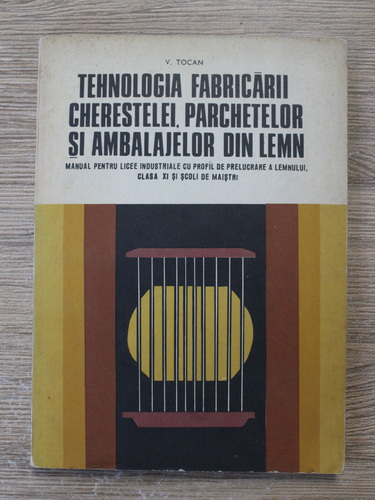 V. TOCAN
TEHNOLOGIA FABRICĂRII
CHERESTELEI, PARCHETELOR
ȘI AMBALAJELOR DIN LEMN
MANUAL PENTRU LICEE INDUSTRIALE CU PROFIL DE PRELUCRARE A LEMNULUI,
CLASA XI ȘI ȘCOLI DE MAIȘTRI